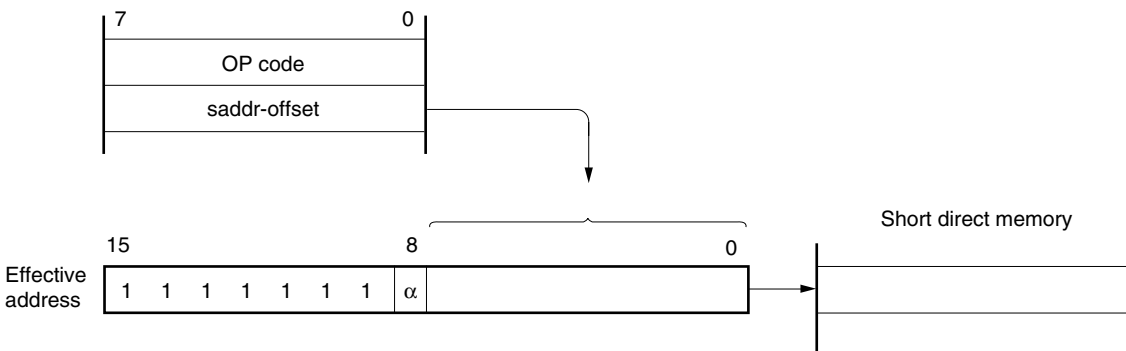 7 0
OP code
saddr-offset
Short direct memory
15 8 0
Effective
address
1 1 1 1 1 1 1 α